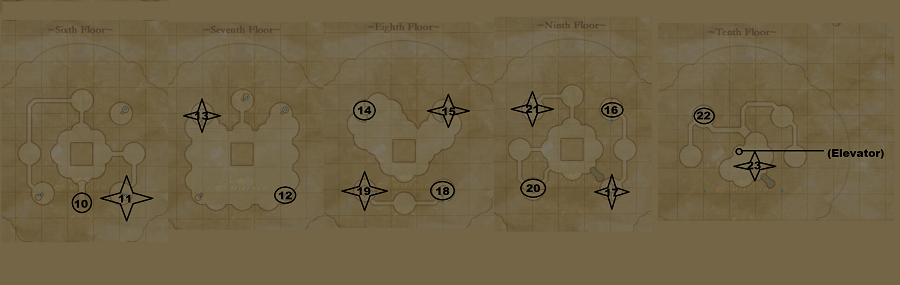 ~Sixth Floor~
~Seventh Floor~
~Eighth Floor~
~Ninth Floor~
~Tenth Floor~
13
14
15
21
16
22
(Elevator)
23
10
11
12
19
18
20
17